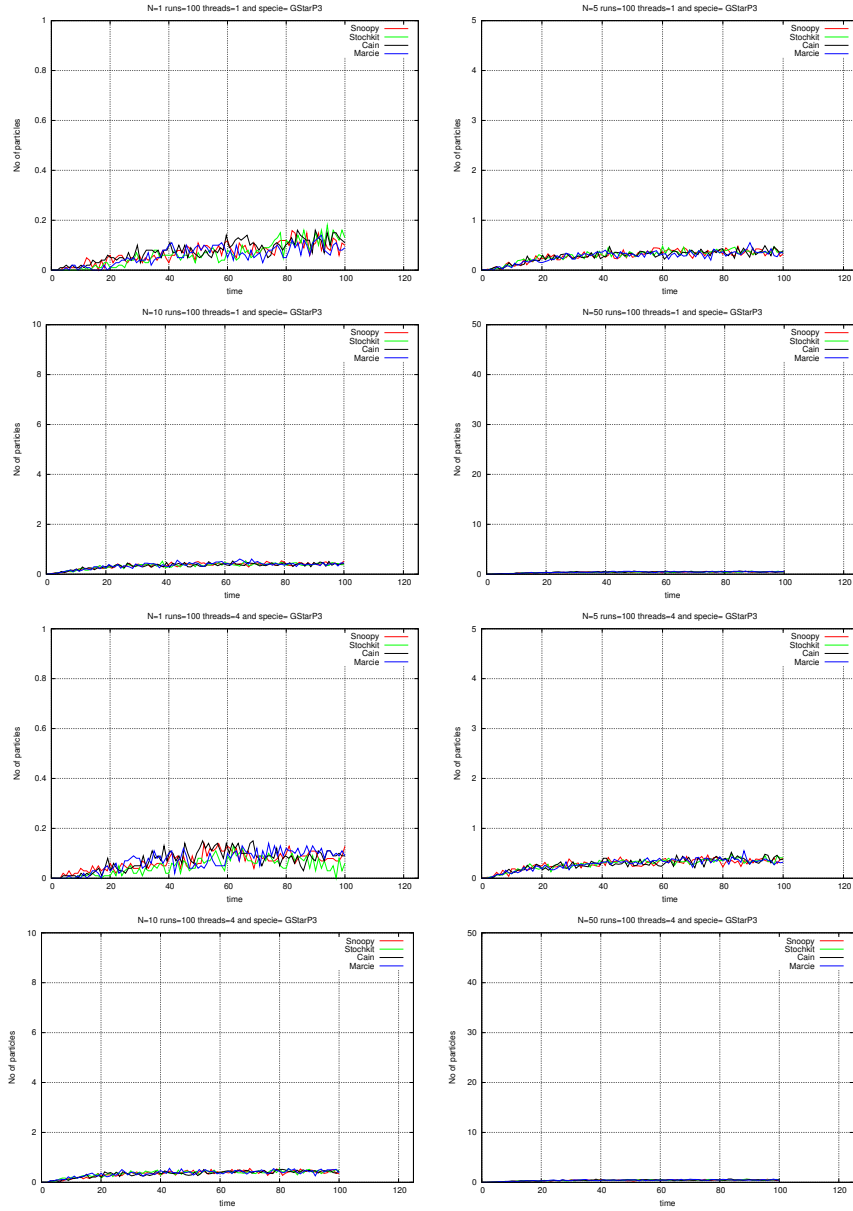 N=1 runs=100 threads=1 and specie= GStarP3
No of particles
1
0.8
0.6
0.4
0.2
0
Snoopy
Stochkit
Cain
Marcie
0 20 40 60 80 100 120
time
N=5 runs=100 threads=1 and specie= GStarP3
No of particles
5
4
3
2
1
0
Snoopy
Stochkit
Cain
Marcie
0 20 40 60 80 100 120
time
N=10 runs=100 threads=1 and specie= GStarP3
No of particles
10
8
6
4
2
0
Snoopy
Stochkit
Cain
Marcie
0 20 40 60 80 100 120
time
N=50 runs=100 threads=1 and specie= GStarP3
No of particles
50
40
30
20
10
0
Snoopy
Stochkit
Cain
Marcie
0 20 40 60 80 100 120
time
N=1 runs=100 threads=4 and specie= GStarP3
No of particles
1
0.8
0.6
0.4
0.2
0
Snoopy
Stochkit
Cain
Marcie
0 20 40 60 80 100 120
time
N=5 runs=100 threads=4 and specie= GStarP3
No of particles
5
4
3
2
1
0
Snoopy
Stochkit
Cain
Marcie
0 20 40 60 80 100 120
time
N=10 runs=100 threads=4 and specie= GStarP3
No of particles
10
8
6
4
2
0
Snoopy
Stochkit
Cain
Marcie
0 20 40 60 80 100 120
time
N=50 runs=100 threads=4 and specie= GStarP3
No of particles
50
40
30
20
10
0
Snoopy
Stochkit
Cain
Marcie
0 20 40 60 80 100 120
time